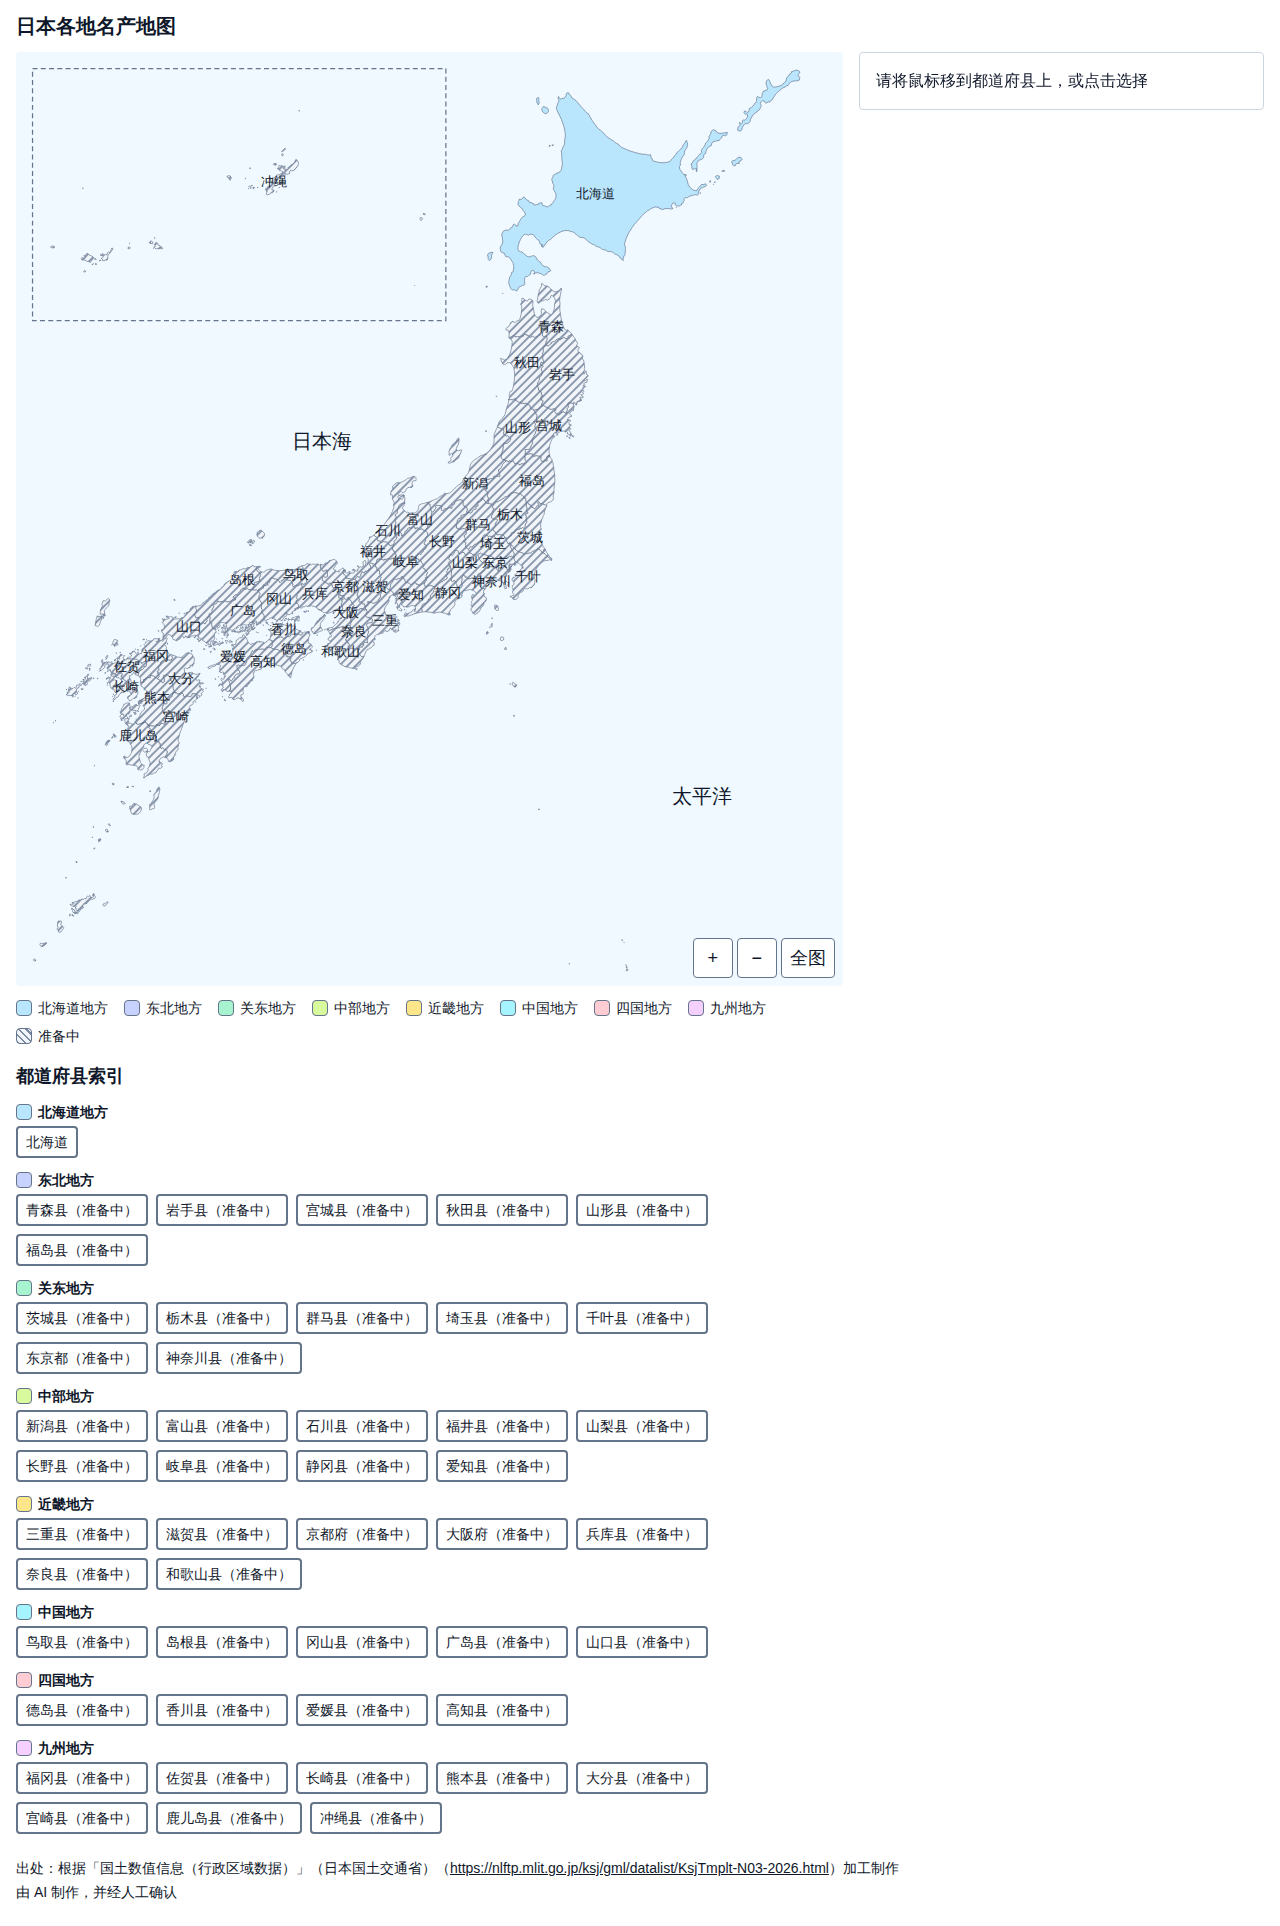 日本各地名产地图
请将鼠标移到都道府县上，或点击选择
冲绳
北海道
青森
秋田
岩手
山形
宫城
日本海
新潟
福岛
富山
石川
群马
栃木
长野
埼玉
茨城
福井
岐阜
山梨
东京
神奈川
千叶
岛根
鸟取
冈山
兵库
京都
滋贺
爱知
静冈
广岛
大阪
三重
山口
香川
奈良
德岛
和歌山
福冈
爱媛
高知
佐贺
大分
长崎
熊本
宫崎
鹿儿岛
太平洋
+
−
全图
北海道地方
东北地方
关东地方
中部地方
近畿地方
中国地方
四国地方
九州地方
准备中
都道府县索引
北海道地方
北海道
东北地方
青森县（准备中） 岩手县（准备中） 宫城县（准备中） 秋田县（准备中） 山形县（准备中）
福岛县（准备中）
关东地方
茨城县（准备中） 栃木县（准备中） 群马县（准备中） 埼玉县（准备中） 千叶县（准备中）
东京都（准备中） 神奈川县（准备中）
中部地方
新潟县（准备中） 富山县（准备中） 石川县（准备中） 福井县（准备中） 山梨县（准备中）
长野县（准备中） 岐阜县（准备中） 静冈县（准备中） 爱知县（准备中）
近畿地方
三重县（准备中） 滋贺县（准备中） 京都府（准备中） 大阪府（准备中） 兵库县（准备中）
奈良县（准备中） 和歌山县（准备中）
中国地方
鸟取县（准备中） 岛根县（准备中） 冈山县（准备中） 广岛县（准备中） 山口县（准备中）
四国地方
德岛县（准备中） 香川县（准备中） 爱媛县（准备中） 高知县（准备中）
九州地方
福冈县（准备中） 佐贺县（准备中） 长崎县（准备中） 熊本县（准备中） 大分县（准备中）
宫崎县（准备中） 鹿儿岛县（准备中） 冲绳县（准备中）
出处：根据「国土数值信息（行政区域数据）」（日本国土交通省）（https://nlftp.mlit.go.jp/ksj/gml/datalist/KsjTmplt-N03-2026.html）加工制作
由 AI 制作，并经人工确认